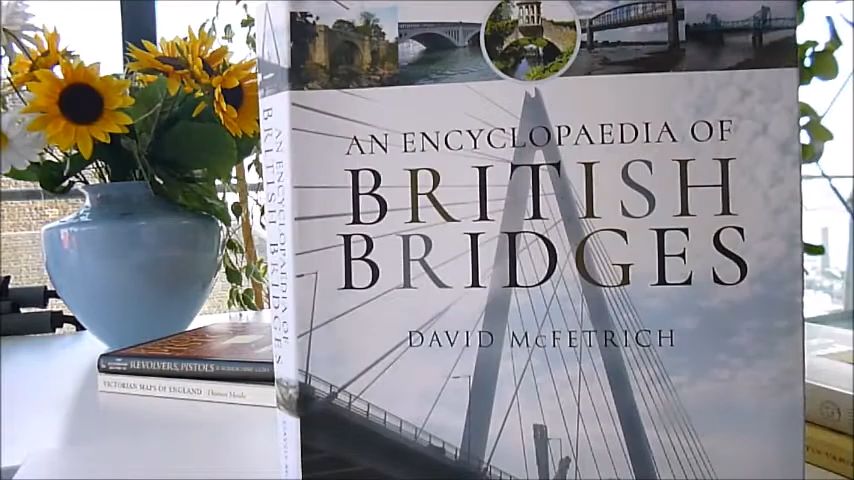 AN ENCYCLOPAEDIA OF
BRITISH
BRIDGES
DAVID McFETRICH
AN ENCYCLOPAEDIA OF
BRITISH BRIDGES
REVOLVERS, PISTOLS
VICTORIAN MAPS OF ENGLAND